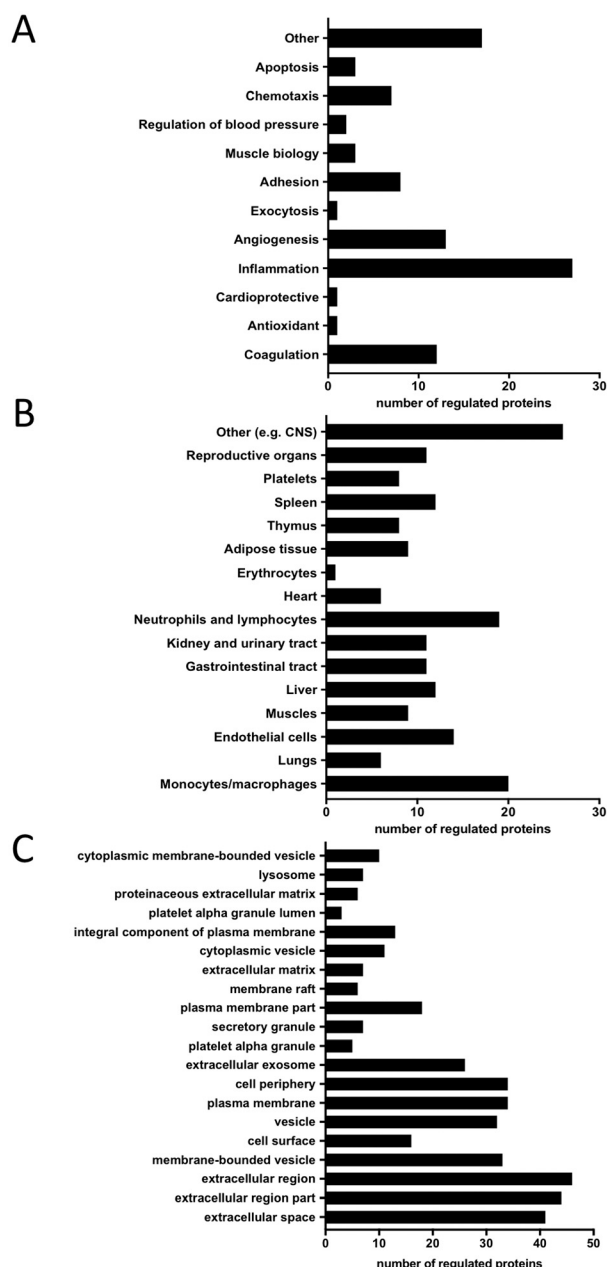 A
Other
Apoptosis
Chemotaxis
Regulation of blood pressure
Muscle biology
Adhesion
Exocytosis
Angiogenesis
Inflammation
Cardioprotective
Antioxidant
Coagulation
0 10 20 30
number of regulated proteins
B
Other (e.g. CNS)
Reproductive organs
Platelets
Spleen
Thymus
Adipose tissue
Erythrocytes
Heart
Neutrophils and lymphocytes
Kidney and urinary tract
Gastrointestinal tract
Liver
Muscles
Endothelial cells
Lungs
Monocytes/macrophages
0 10 20 30
number of regulated proteins
C
cytoplasmic membrane-bounded vesicle
lysosome
proteinaceous extracellular matrix
platelet alpha granule lumen
integral component of plasma membrane
cytoplasmic vesicle
extracellular matrix
membrane raft
plasma membrane part
secretory granule
platelet alpha granule
extracellular exosome
cell periphery
plasma membrane
vesicle
cell surface
membrane-bounded vesicle
extracellular region
extracellular region part
extracellular space
0 10 20 30 40 50
number of regulated proteins